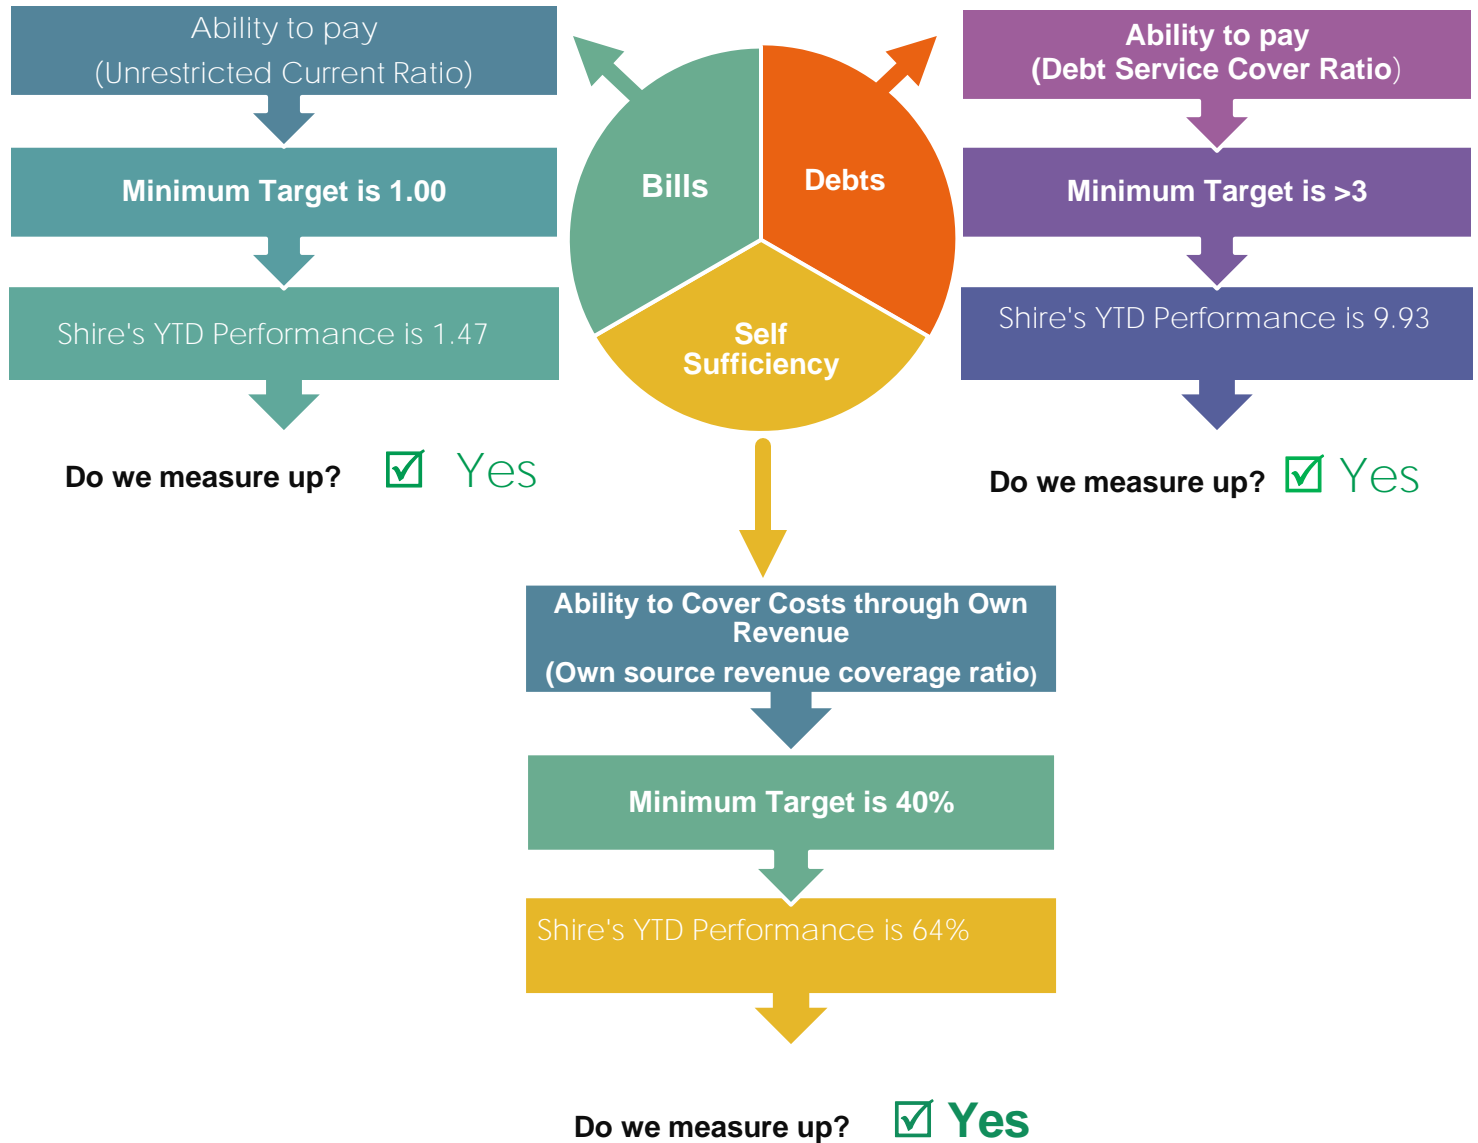 Ability to pay
(Unrestricted Current Ratio)
Minimum Target is 1.00
Shire's YTD Performance is 1.47
Do we measure up? ☑ Yes
Bills
Debts
Self
Sufficiency
Ability to pay
(Debt Service Cover Ratio)
Minimum Target is >3
Shire's YTD Performance is 9.93
Do we measure up? ☑ Yes
Ability to Cover Costs through Own
Revenue
(Own source revenue coverage ratio)
Minimum Target is 40%
Shire's YTD Performance is 64%
Do we measure up? ☑ Yes